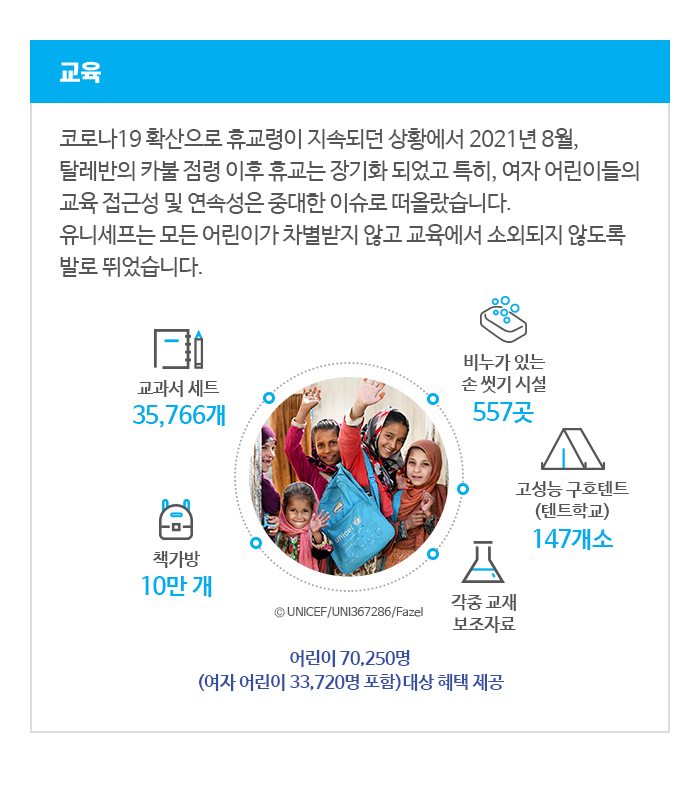 교육
코로나19 확산으로 휴교령이 지속되던 상황에서 2021년 8월,
탈레반의 카불 점령 이후 휴교는 장기화 되었고 특히, 여자 어린이들의
교육 접근성 및 연속성은 중대한 이슈로 떠올랐습니다.
유니세프는 모든 어린이가 차별받지 않고 교육에서 소외되지 않도록
발로 뛰었습니다.
교과서 세트
35,766개
비누가 있는
손 씻기 시설
557곳
고성능 구호텐트
(텐트학교)
147개소
책가방
10만 개
각종 교재
보조자료
unicef
© UNICEF/UNI367286/Fazel
어린이 70,250명
(여자 어린이 33,720명 포함)대상 혜택 제공